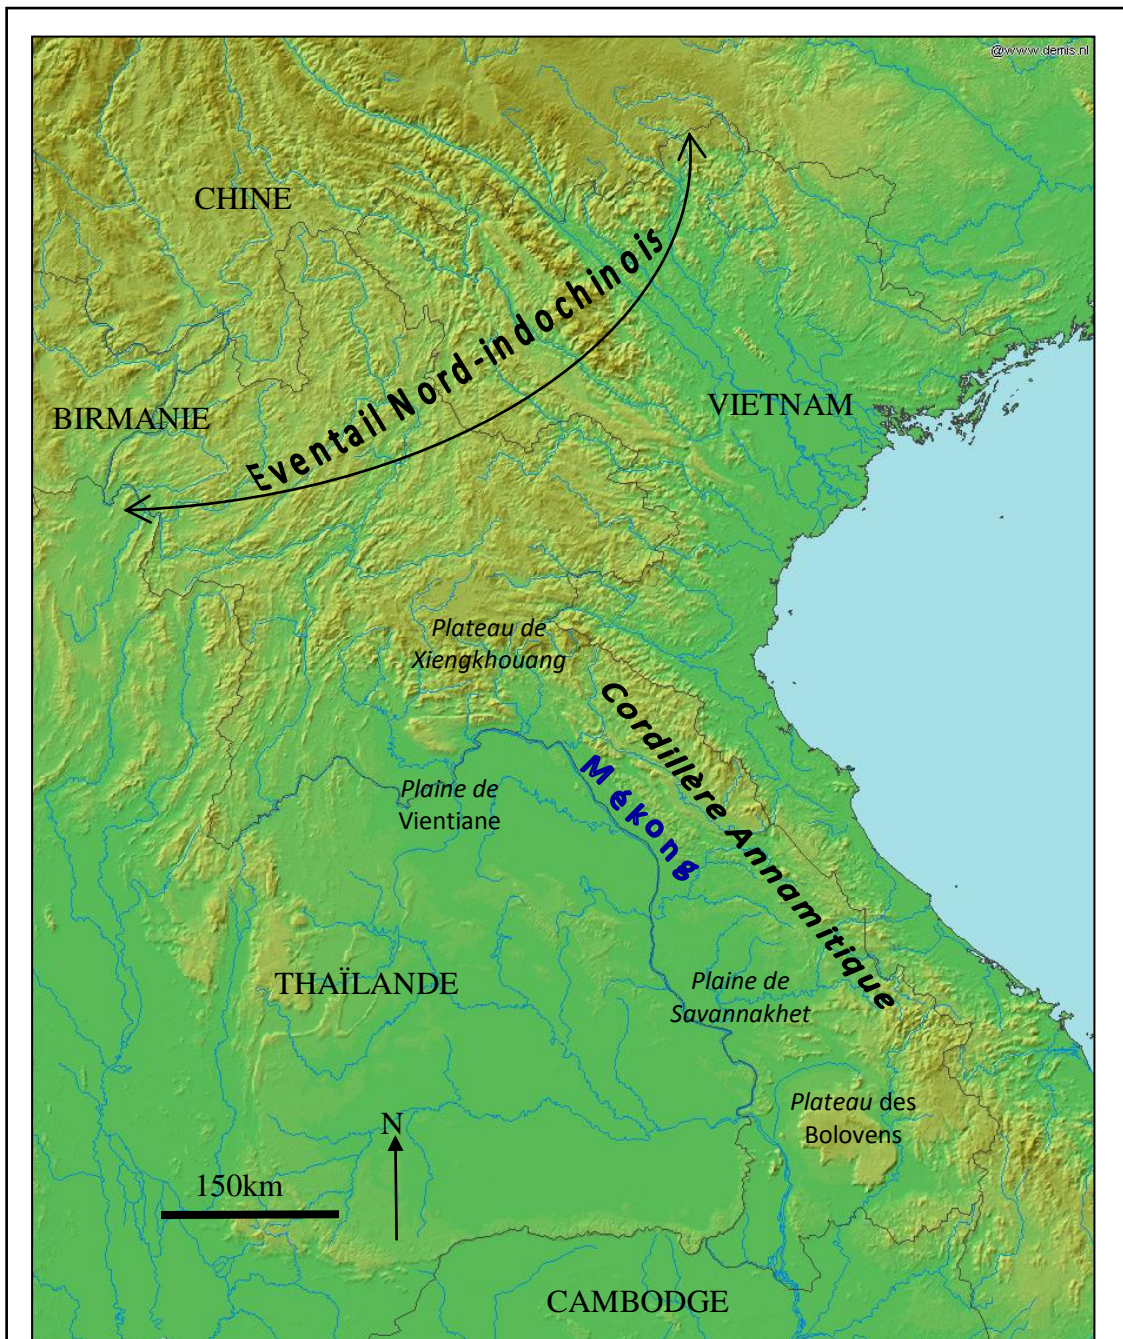 @www.demis.nl
CHINE
Eventail Nord-indochinois
BIRMANIE
VIETNAM
Plateau de
Xiengkhouang
Cordillère Annamitique
Mékong
Plaine de
Vientiane
THAÏLANDE
Plaine de
Savannakhet
Plateau des
Bolovens
N
150km
CAMBODGE